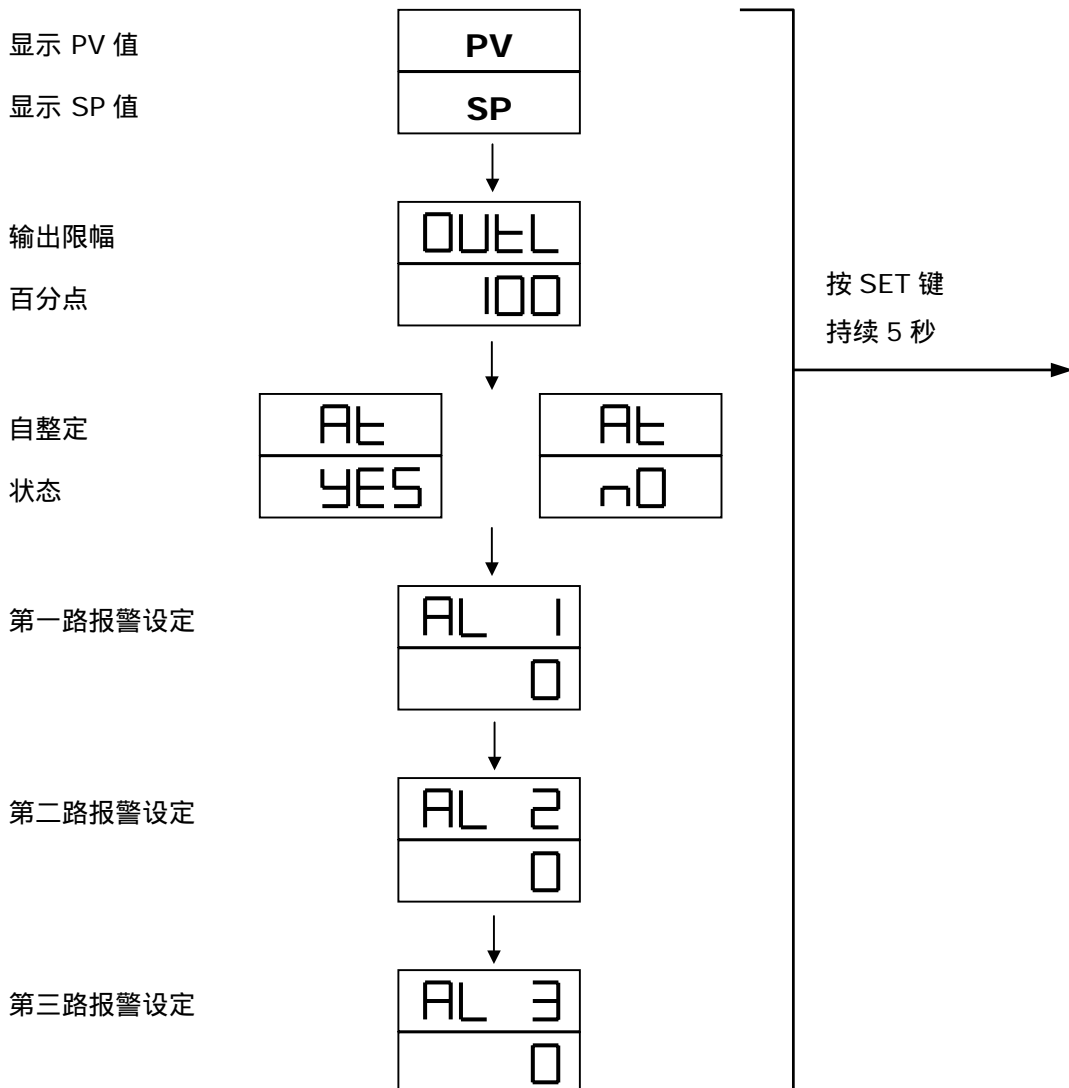 显示 PV 值
PV
显示 SP 值
SP
输出限幅
OUtL
百分点
100
按 SET 键
持续 5 秒
自整定
At
At
状态
YES
nO
第一路报警设定
AL 1
0
第二路报警设定
AL 2
0
第三路报警设定
AL 3
0